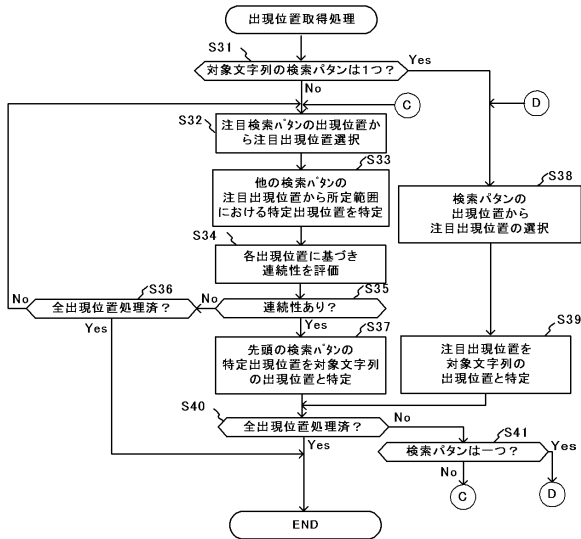 出現位置取得処理
S31
対象文字列の検索パタンは1つ?
Yes
No
C
D
S32
注目検索パタンの出現位置か
ら注目出現位置選択
S33
他の検索パタンの
注目出現位置から所定範囲
における特定出現位置を特定
S38
検索パタンの
出現位置から
注目出現位置の選択
S34
各出現位置に基づき
連続性を評価
S36
全出現位置処理済?
No
Yes
S35
連続性あり?
No
Yes
S37
先頭の検索パタンの
特定出現位置を対象文字列
の出現位置と特定
S39
注目出現位置を
対象文字列の
出現位置と特定
S40
全出現位置処理済?
No
Yes
S41
検索パタンは一つ?
Yes
No
C
D
END